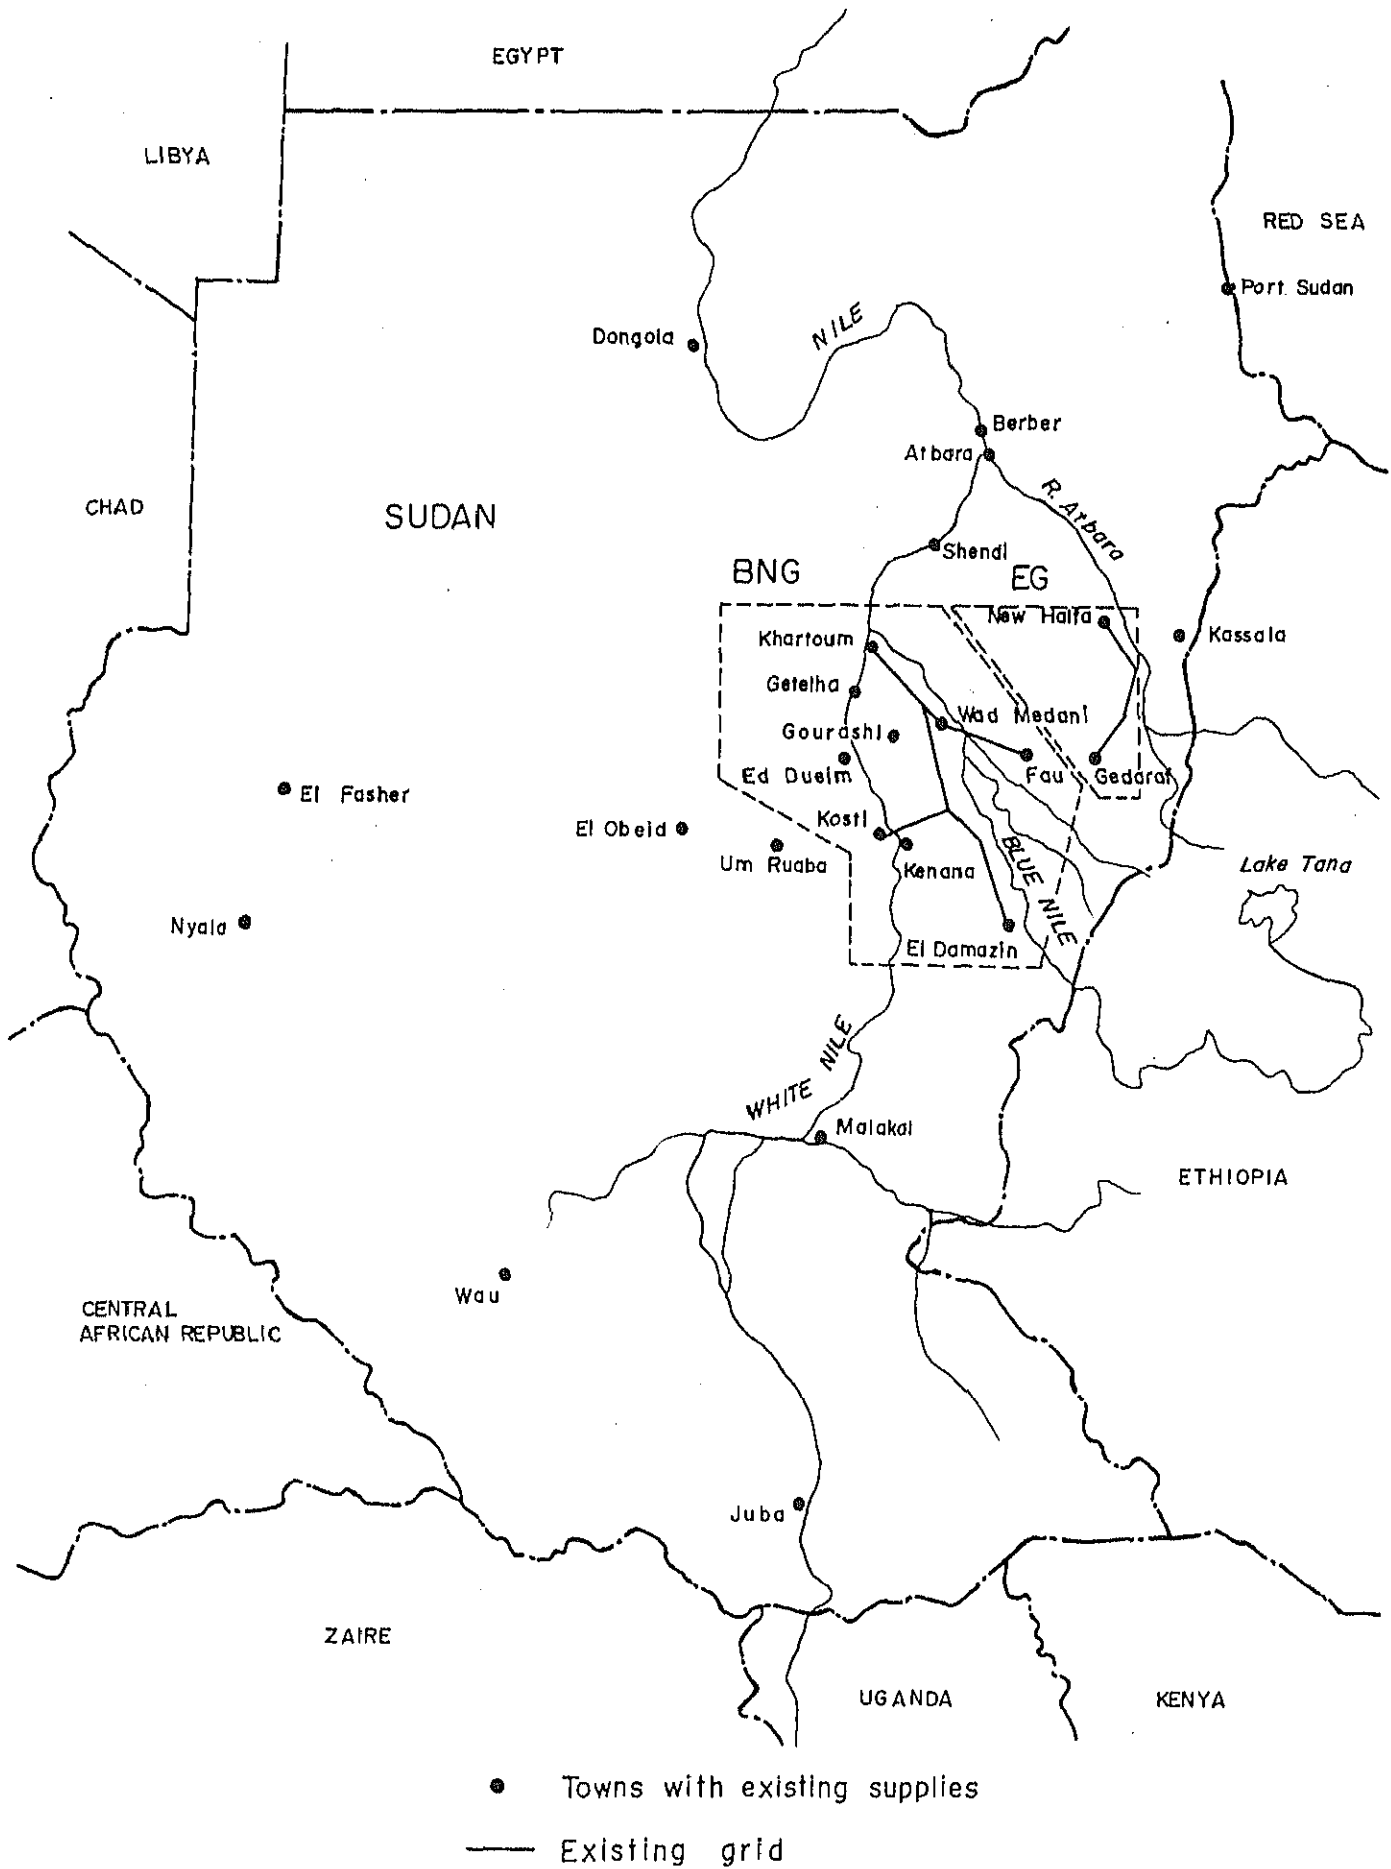 EGYPT
LIBYA
RED SEA
Port Sudan
Dongola
NILE
Berber
Atbara
R. Atbara
CHAD
SUDAN
Shendi
BNG
EG
New Halfa
Khartoum
Kassala
Geteiha
Wad Medani
Gourashi
Ed Dueim
Fau
Gedaraf
El Fasher
Kosti
El Obeid
Um Ruaba
Kenana
BLUE NILE
Lake Tana
Nyala
El Damazin
WHITE NILE
Malakal
ETHIOPIA
Wau
CENTRAL
AFRICAN REPUBLIC
Juba
ZAIRE
UGANDA
KENYA
Towns with existing supplies
Existing grid